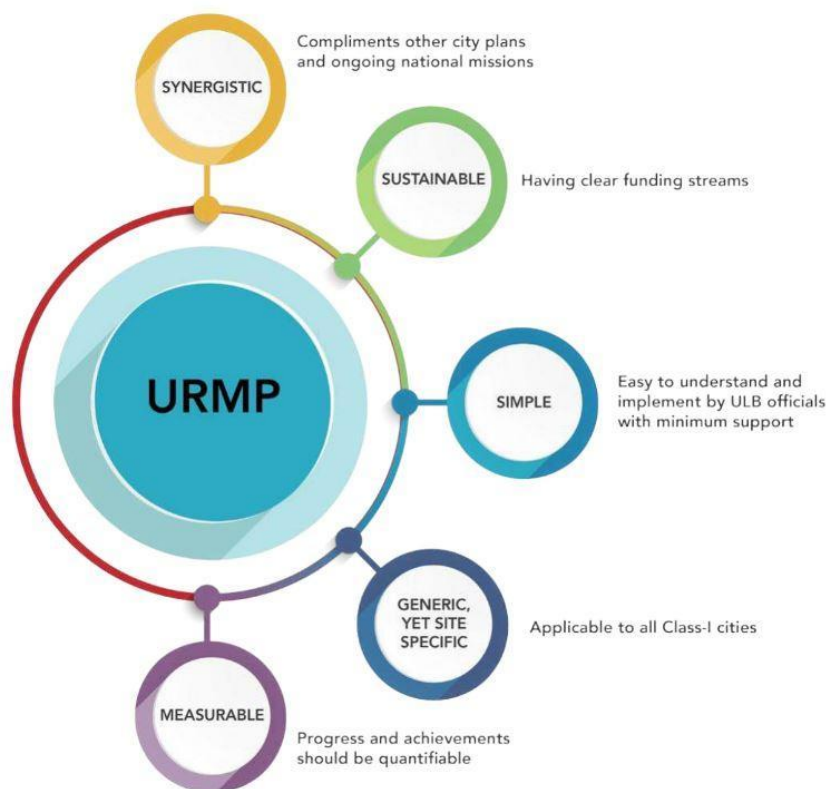 SYNERGISTIC
Compliments other city plans
and ongoing national missions
SUSTAINABLE
Having clear funding streams
URMP
SIMPLE
Easy to understand and
implement by ULB officials
with minimum support
GENERIC,
YET SITE
SPECIFIC
Applicable to all Class-I cities
MEASURABLE
Progress and achievements
should be quantifiable